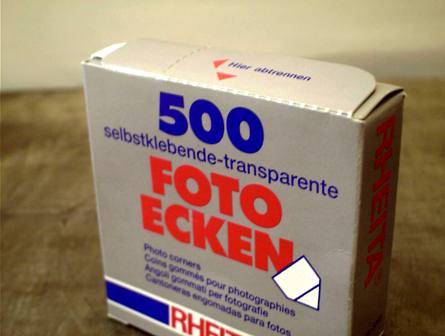 Hier abtrennen
500
selbstklebende-transparente
FOTO
ECKEN
Photo corners
Coins gommés pour photographies
Angoli gommati per fotografie
Cantoneras engomadas para fotos
RHEITA
RHEITA